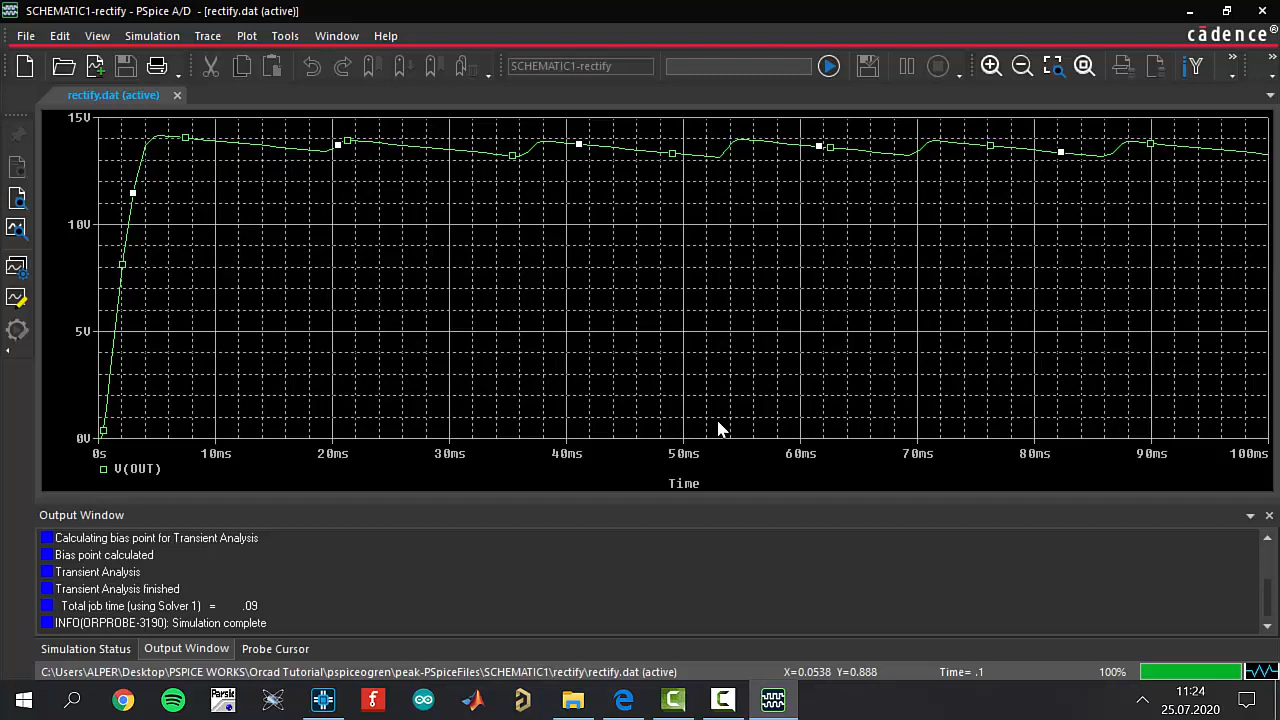 SCHEMATIC1-rectify - PSpice A/D - [rectify.dat (active)]
File Edit View Simulation Trace Plot Tools Window Help
cādence®
SCHEMATIC1-rectify
rectify.dat (active)
15V
10V
5V
0V
0s 10ms 20ms 30ms 40ms 50ms 60ms 70ms 80ms 90ms 100ms
V(OUT)
Time
Output Window
Calculating bias point for Transient Analysis
Bias point calculated
Transient Analysis
Transient Analysis finished
Total job time (using Solver 1) = .09
INFO(ORPROBE-3190): Simulation complete
Simulation Status Output Window Probe Cursor
C:\Users\ALPER\Desktop\PSPICE WORKS\Orcad Tutorial\pspiceogren\peak-PSpiceFiles\SCHEMATIC1\rectify\rectify.dat (active) X=0.0538 Y=0.888 Time= .1 100%
Parsk
11:24
25.07.2020